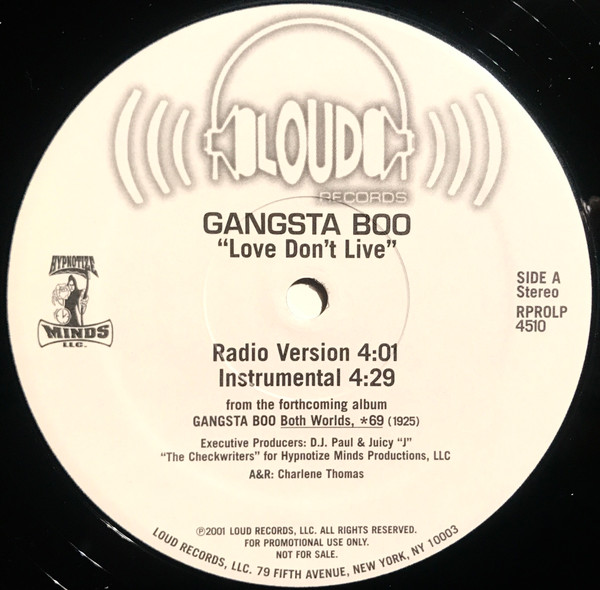 LOUD
RECORDS
GANGSTA BOO
“Love Don't Live”
HYPNOTIZE
MINDS
LLC.
SIDE A
Stereo
RPROLP
4510
Radio Version 4:01
Instrumental 4:29
from the forthcoming album
GANGSTA BOO Both Worlds, *69 (1925)
Executive Producers: D.J. Paul & Juicy “J”
“The Checkwriters” for Hypnotize Minds Productions, LLC
A&R: Charlene Thomas
℗2001 LOUD RECORDS, LLC. ALL RIGHTS RESERVED.
FOR PROMOTIONAL USE ONLY.
NOT FOR SALE.
LOUD RECORDS, LLC. 79 FIFTH AVENUE, NEW YORK, NY 10003